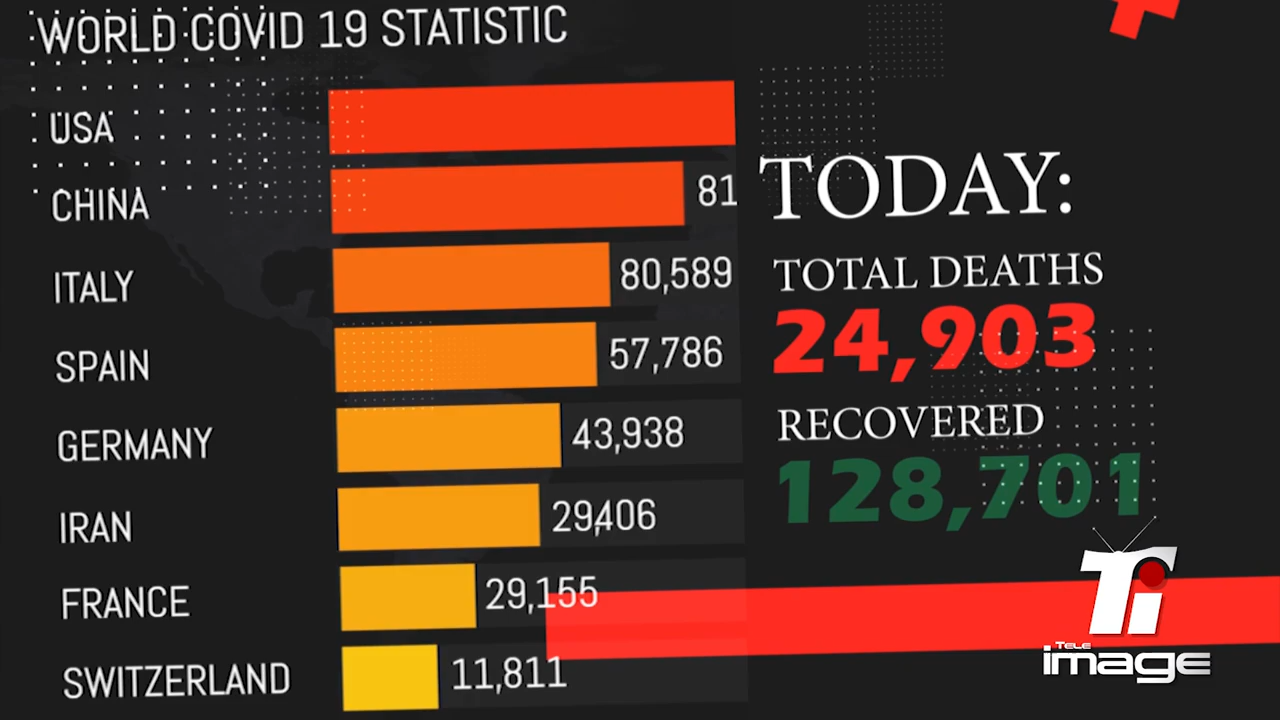 WORLD COVID 19 STATISTIC
USA
CHINA 81
ITALY 80,589
SPAIN 57,786
GERMANY 43,938
IRAN 29,406
FRANCE 29,155
SWITZERLAND 11,811
TODAY:
TOTAL DEATHS
24,903
RECOVERED
128,701
Ti
TELE
image